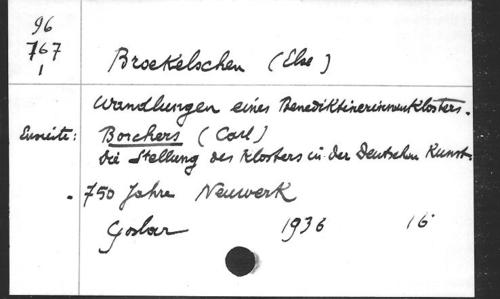 96
767
1
Broekelschen (Else)
Wandlungen eines Benediktinerinnenklosters.
Ensuite: Borchers (Carl)
Die Stellung des Klosters in der Deutschen Kunst.
750 Jahre Neuwerk
Goslar 1936 16°